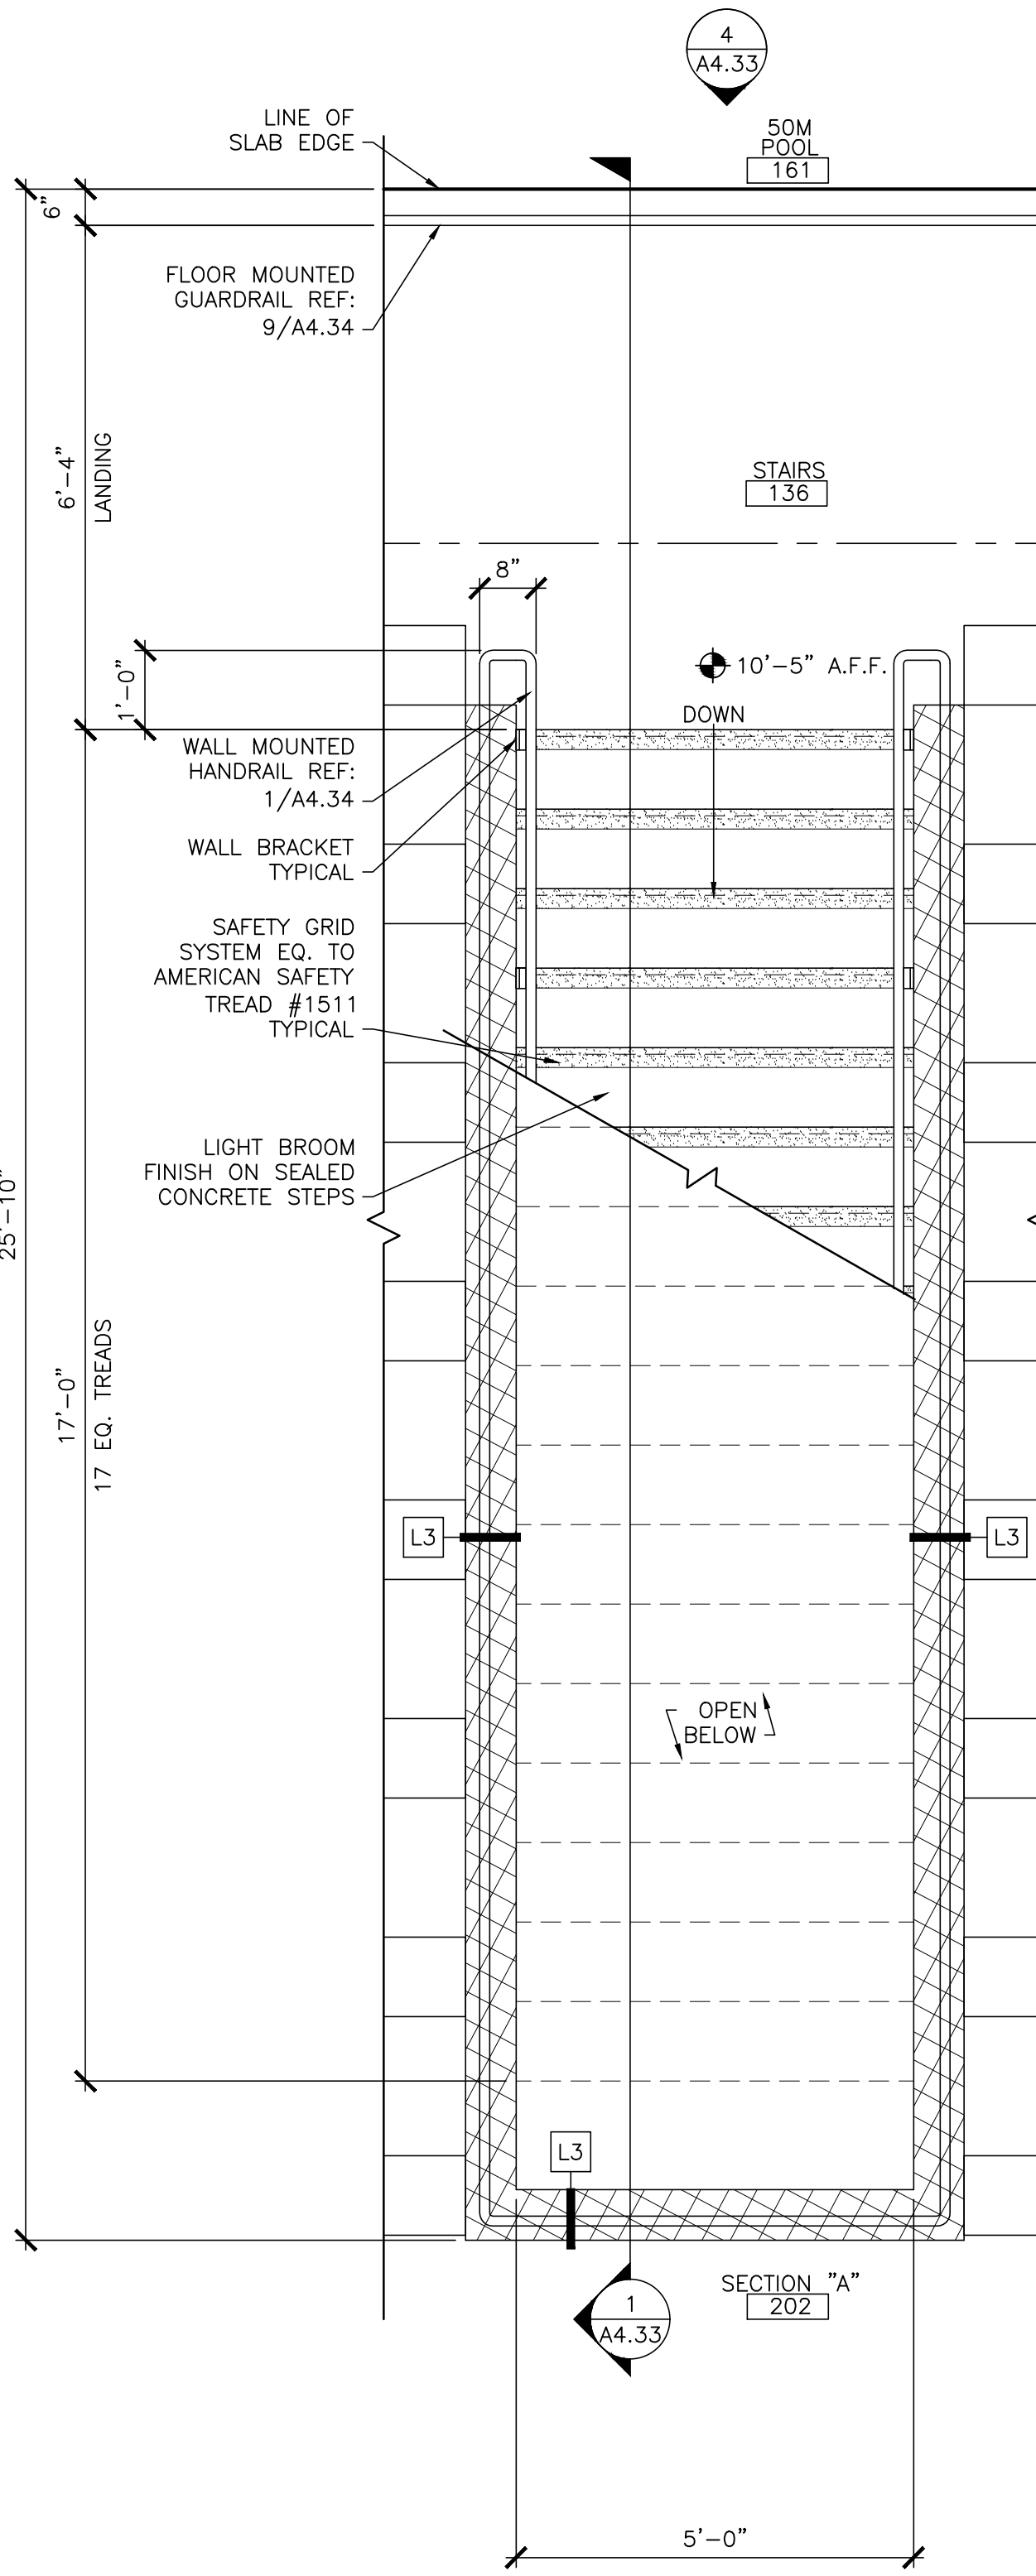 4
A4.33
LINE OF
SLAB EDGE
50M
POOL
161
6"
FLOOR MOUNTED
GUARDRAIL REF:
9/A4.34
6'-4"
LANDING
STAIRS
136
8"
1'-0"
10'-5" A.F.F.
DOWN
WALL MOUNTED
HANDRAIL REF:
1/A4.34
WALL BRACKET
TYPICAL
SAFETY GRID
SYSTEM EQ. TO
AMERICAN SAFETY
TREAD #1511
TYPICAL
LIGHT BROOM
FINISH ON SEALED
CONCRETE STEPS
25'-10"
17'-0"
17 EQ. TREADS
L3
L3
OPEN
BELOW
L3
SECTION "A"
202
1
A4.33
5'-0"